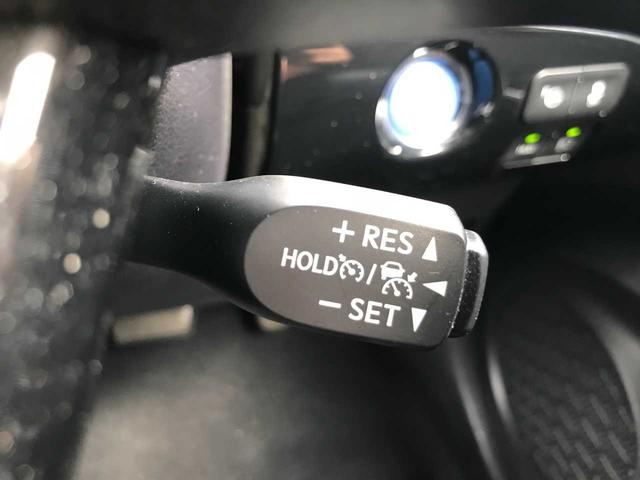 + RES ▲
HOLD / ◀
− SET ▼